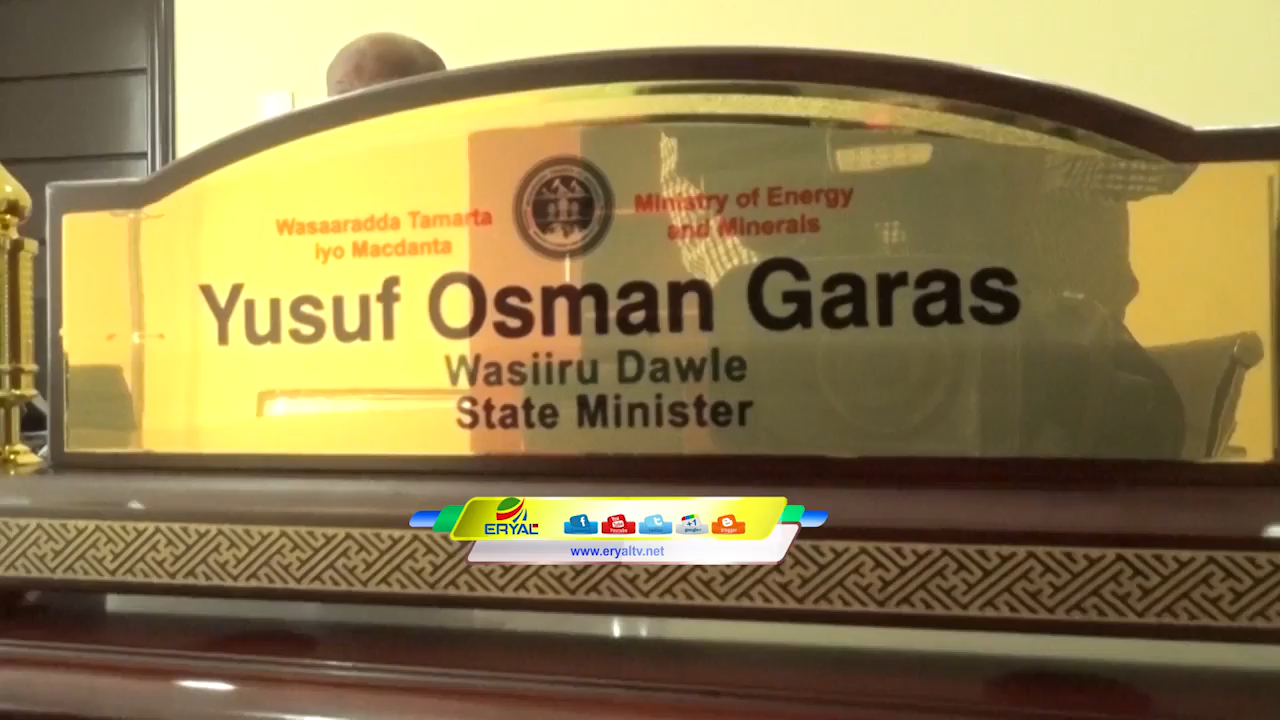 Wasaaradda Tamarta
iyo Macdanta
Ministry of Energy
and Minerals
Yusuf Osman Garas
Wasiiru Dawle
State Minister
ERYAL
www.eryaltv.net